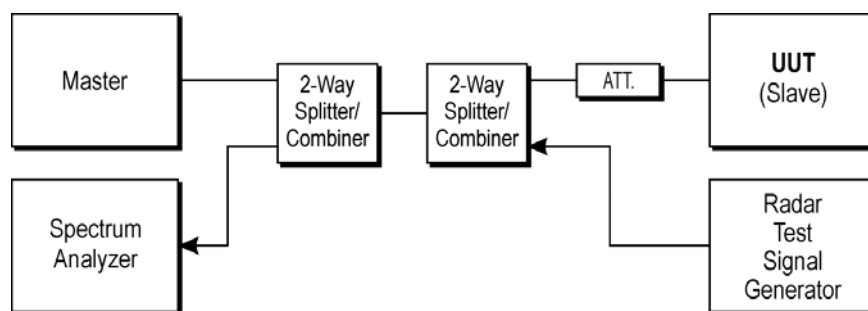 Master
2-Way
Splitter/
Combiner
2-Way
Splitter/
Combiner
ATT.
UUT
(Slave)
Spectrum
Analyzer
Radar
Test
Signal
Generator